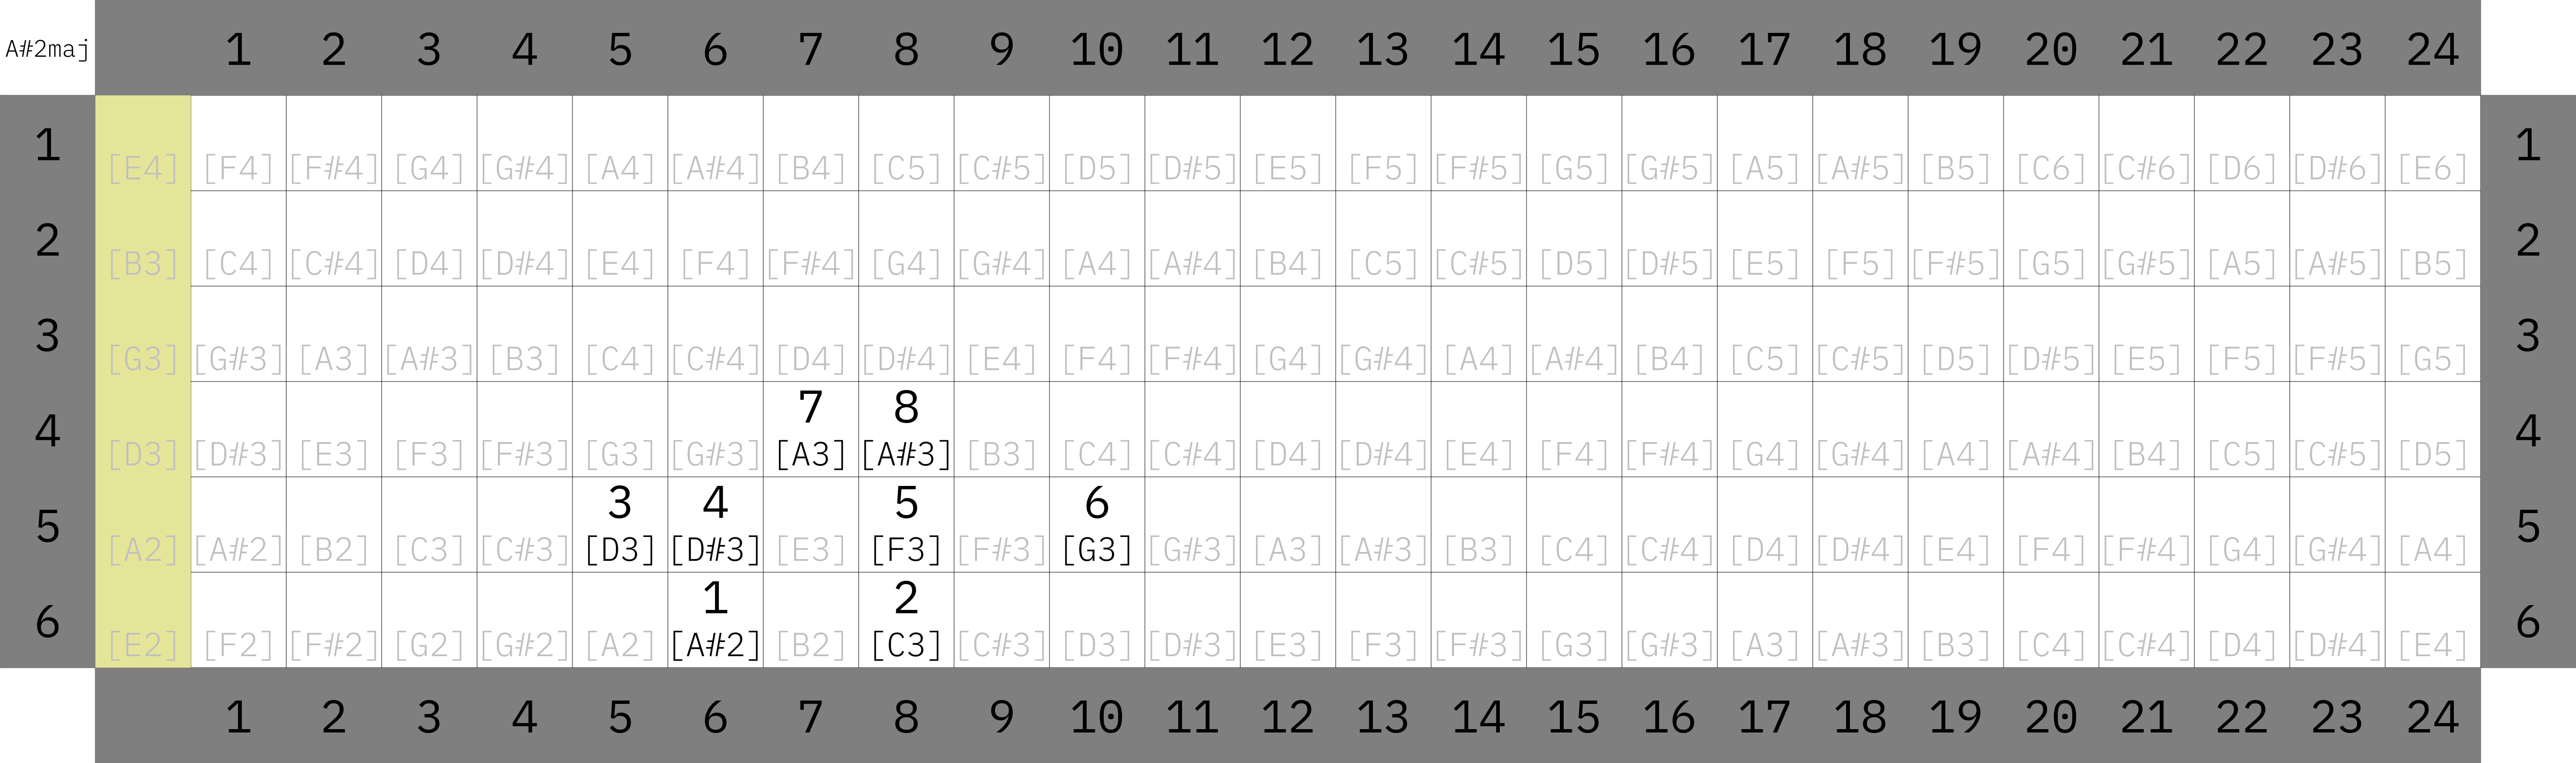 A#2maj 1 2 3 4 5 6 7 8 9 10 11 12 13 14 15 16 17 18 19 20 21 22 23 24
1 [E4] [F4] [F#4] [G4] [G#4] [A4] [A#4] [B4] [C5] [C#5] [D5] [D#5] [E5] [F5] [F#5] [G5] [G#5] [A5] [A#5] [B5] [C6] [C#6] [D6] [D#6] [E6] 1
2 [B3] [C4] [C#4] [D4] [D#4] [E4] [F4] [F#4] [G4] [G#4] [A4] [A#4] [B4] [C5] [C#5] [D5] [D#5] [E5] [F5] [F#5] [G5] [G#5] [A5] [A#5] [B5] 2
3 [G3] [G#3] [A3] [A#3] [B3] [C4] [C#4] [D4] [D#4] [E4] [F4] [F#4] [G4] [G#4] [A4] [A#4] [B4] [C5] [C#5] [D5] [D#5] [E5] [F5] [F#5] [G5] 3
7 8
4 [D3] [D#3] [E3] [F3] [F#3] [G3] [G#3] [A3] [A#3] [B3] [C4] [C#4] [D4] [D#4] [E4] [F4] [F#4] [G4] [G#4] [A4] [A#4] [B4] [C5] [C#5] [D5] 4
3 4 5 6
5 [A2] [A#2] [B2] [C3] [C#3] [D3] [D#3] [E3] [F3] [F#3] [G3] [G#3] [A3] [A#3] [B3] [C4] [C#4] [D4] [D#4] [E4] [F4] [F#4] [G4] [G#4] [A4] 5
1 2
6 [E2] [F2] [F#2] [G2] [G#2] [A2] [A#2] [B2] [C3] [C#3] [D3] [D#3] [E3] [F3] [F#3] [G3] [G#3] [A3] [A#3] [B3] [C4] [C#4] [D4] [D#4] [E4] 6
1 2 3 4 5 6 7 8 9 10 11 12 13 14 15 16 17 18 19 20 21 22 23 24